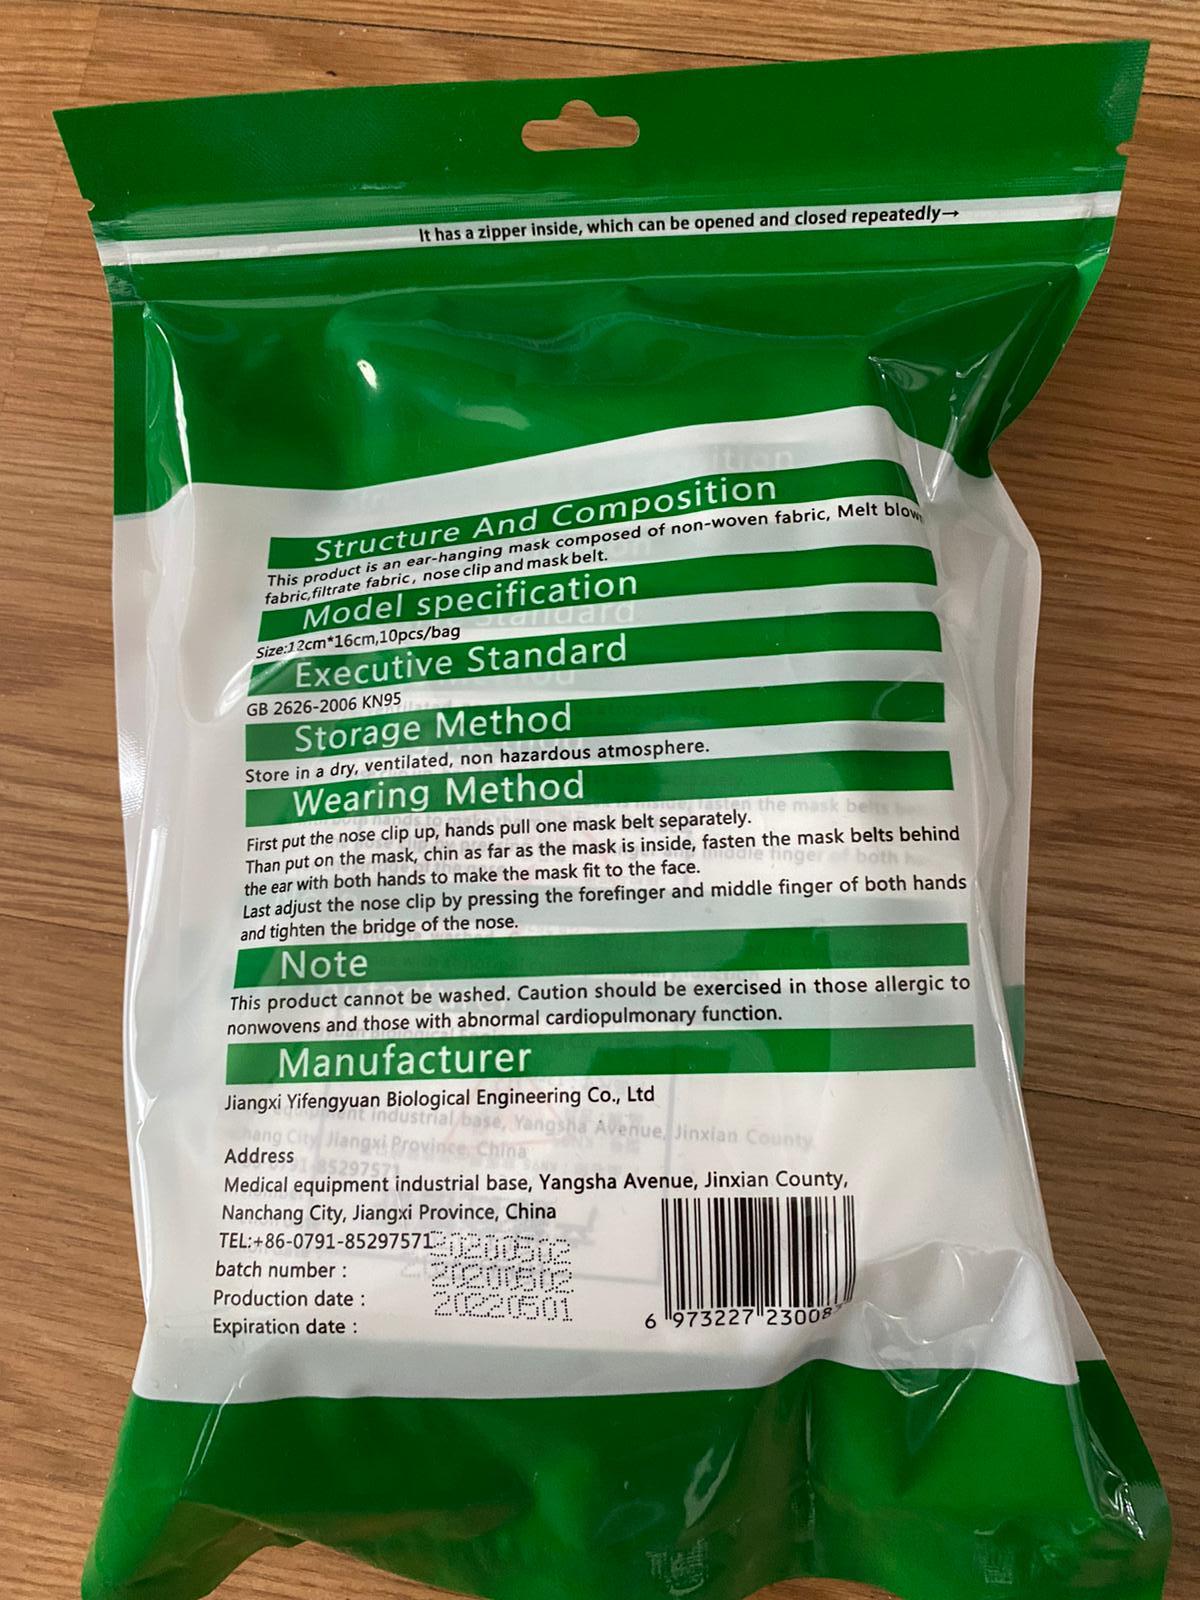 It has a zipper inside, which can be opened and closed repeatedly→
Structure And Composition
This product is an ear-hanging mask composed of non-woven fabric, Melt blown
fabric,filtrate fabric, nose clip and mask belt.
Model specification
Size:12cm*16cm,10pcs/bag
Executive Standard
GB 2626-2006 KN95
Storage Method
Store in a dry, ventilated, non hazardous atmosphere.
Wearing Method
First put the nose clip up, hands pull one mask belt separately.
Than put on the mask, chin as far as the mask is inside, fasten the mask belts behind
the ear with both hands to make the mask fit to the face.
Last adjust the nose clip by pressing the forefinger and middle finger of both hands
and tighten the bridge of the nose.
Note
This product cannot be washed. Caution should be exercised in those allergic to
nonwovens and those with abnormal cardiopulmonary function.
Manufacturer
Jiangxi Yifengyuan Biological Engineering Co., Ltd
Address
Medical equipment industrial base, Yangsha Avenue, Jinxian County,
Nanchang City, Jiangxi Province, China
TEL:+86-0791-85297571
batch number : 20200502
Production date : 20200502
Expiration date : 20220501
6 973227 23008